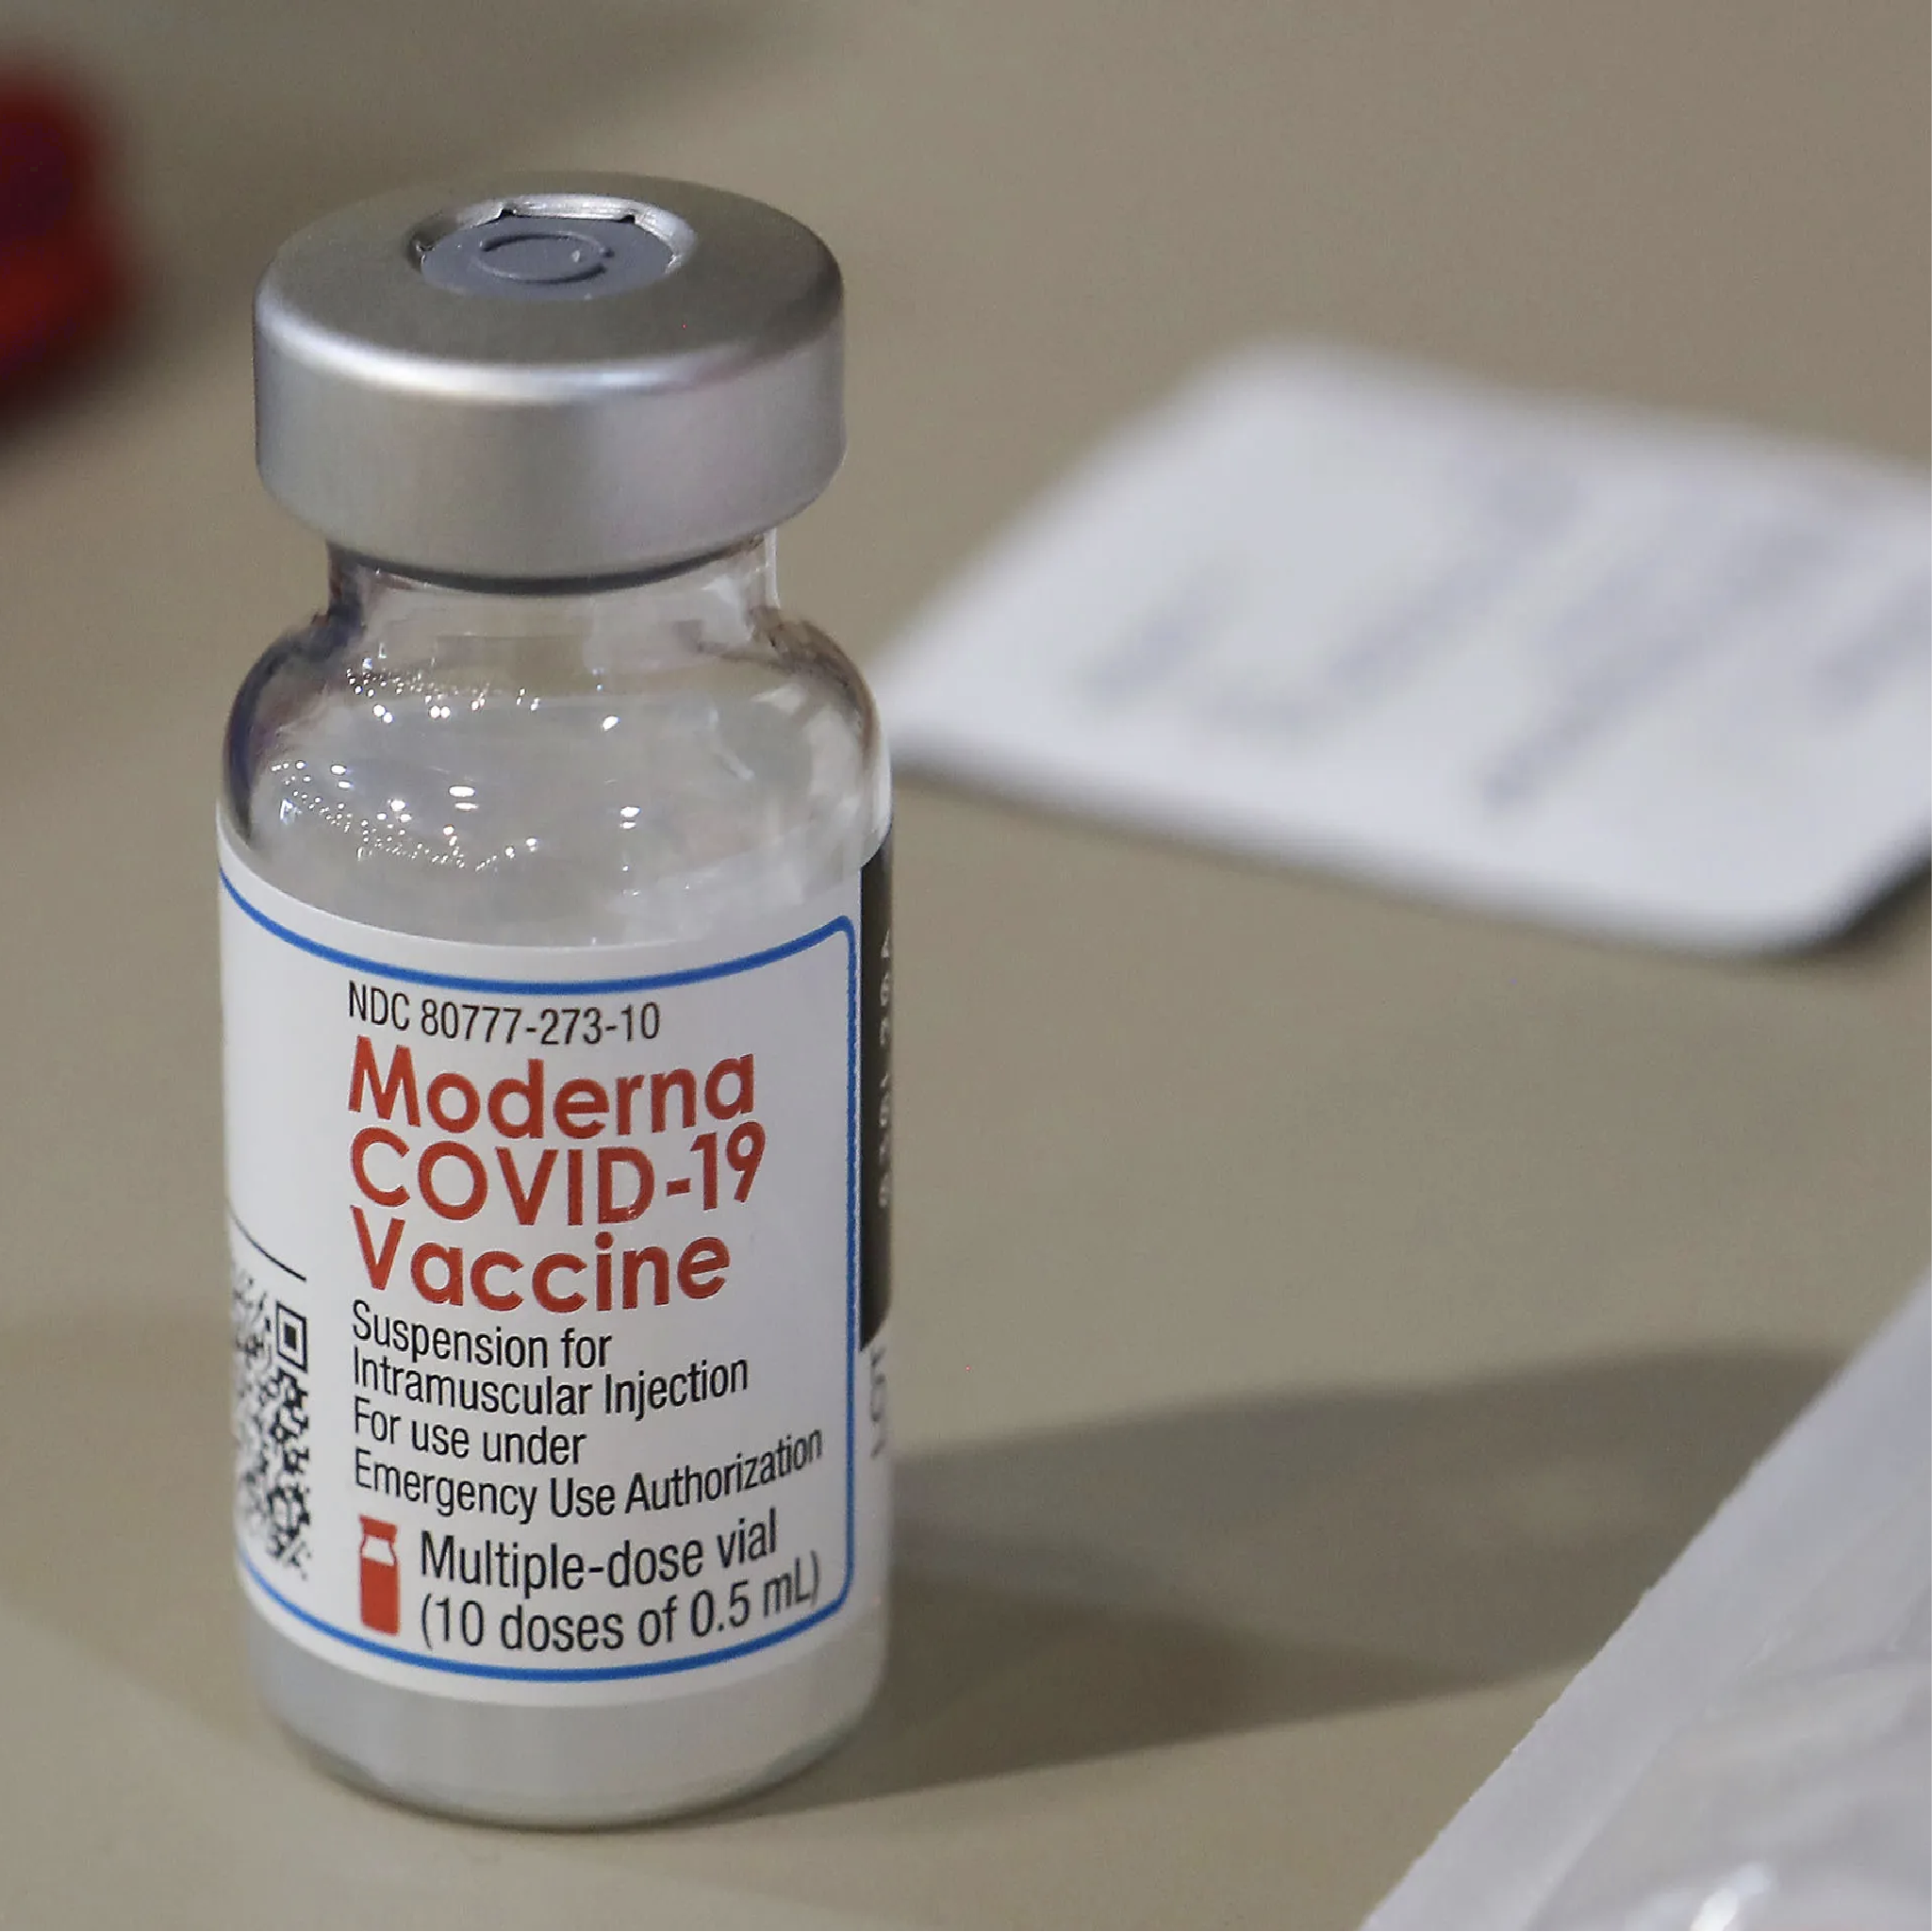 NDC 80777-273-10
Moderna
COVID-19
Vaccine
Suspension for
Intramuscular Injection
For use under
Emergency Use Authorization
Multiple-dose vial
(10 doses of 0.5 mL)